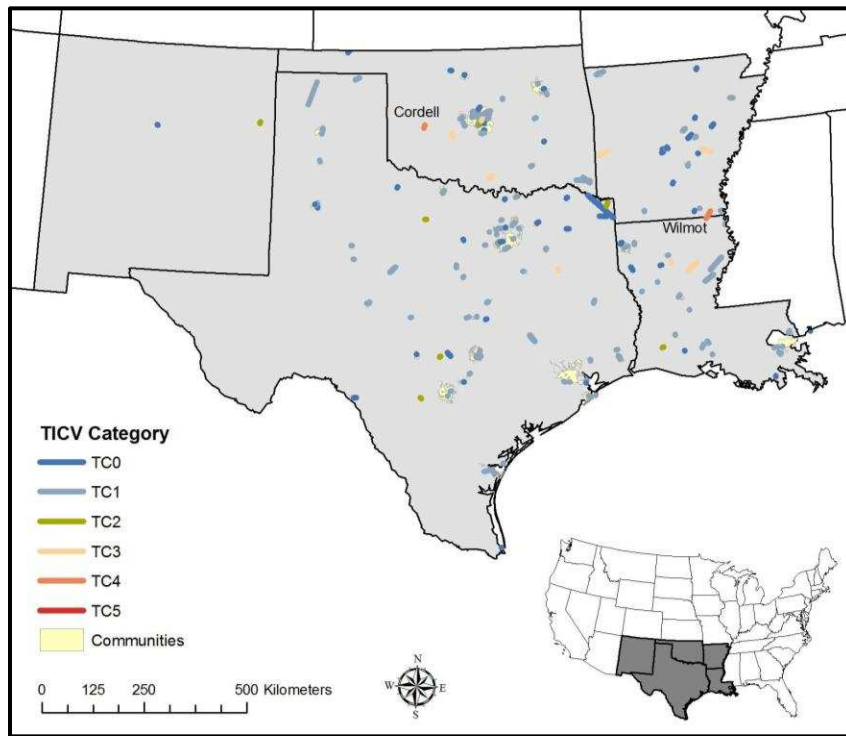 Cordell
Wilmot
TICV Category
TC0
TC1
TC2
TC3
TC4
TC5
Communities
0 125 250 500 Kilometers
N
W E
S